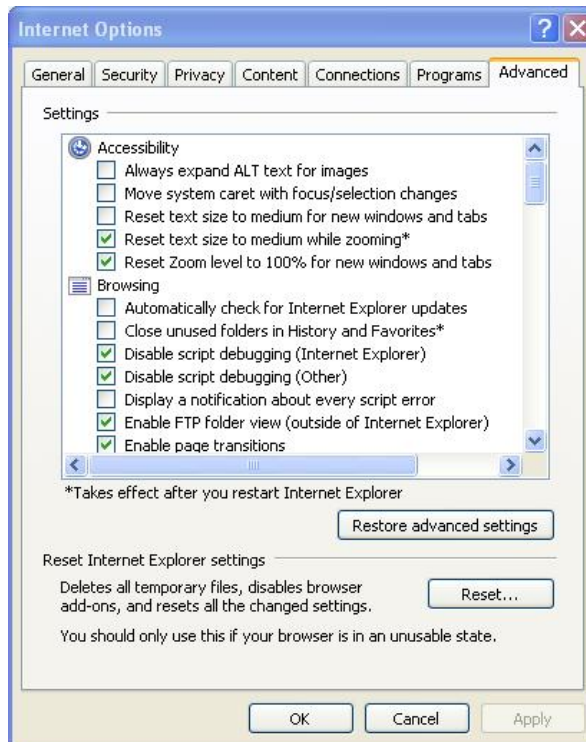 Internet Options
General Security Privacy Content Connections Programs Advanced
Settings
Accessibility
Always expand ALT text for images
Move system caret with focus/selection changes
Reset text size to medium for new windows and tabs
Reset text size to medium while zooming*
Reset Zoom level to 100% for new windows and tabs
Browsing
Automatically check for Internet Explorer updates
Close unused folders in History and Favorites*
Disable script debugging (Internet Explorer)
Disable script debugging (Other)
Display a notification about every script error
Enable FTP folder view (outside of Internet Explorer)
Enable page transitions
*Takes effect after you restart Internet Explorer
Restore advanced settings
Reset Internet Explorer settings
Deletes all temporary files, disables browser
add-ons, and resets all the changed settings.
Reset...
You should only use this if your browser is in an unusable state.
OK Cancel Apply